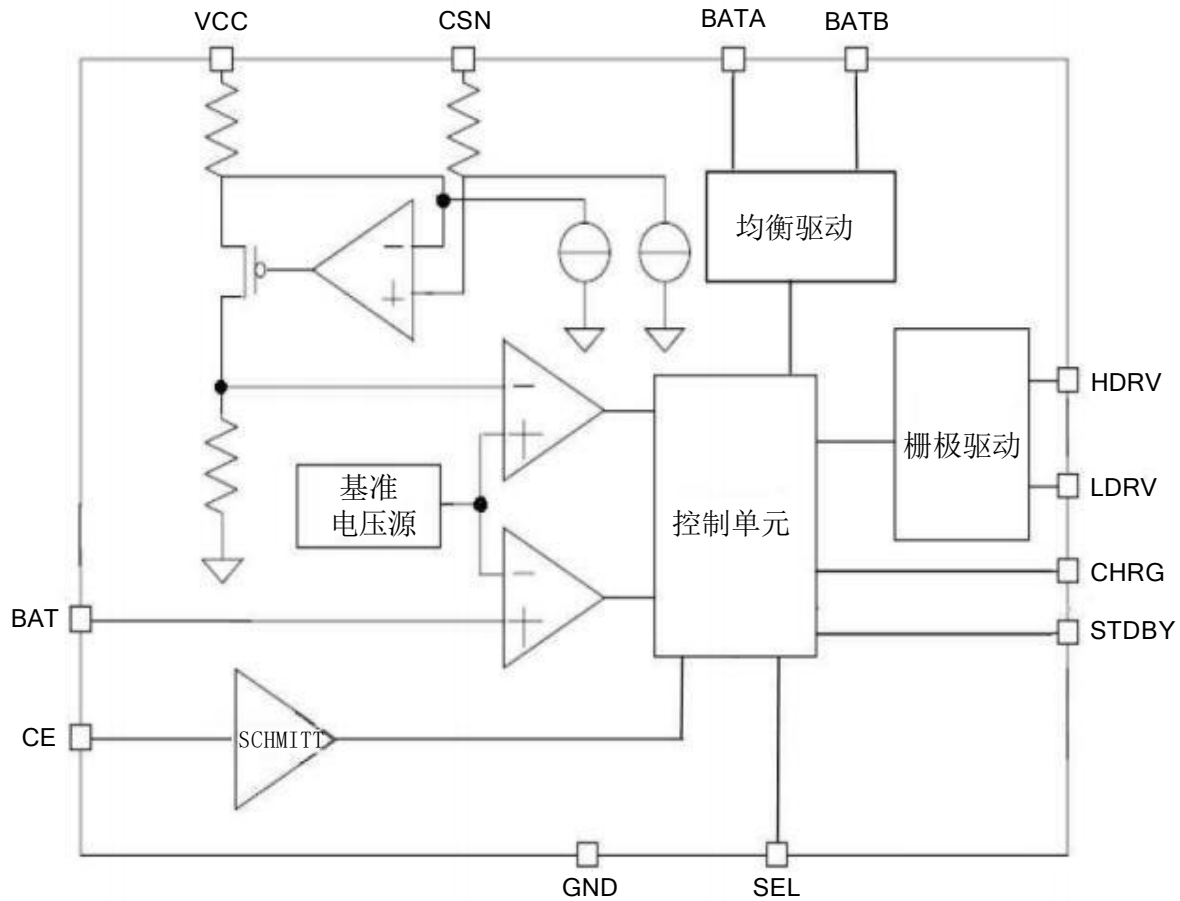 VCC
CSN
BATA
BATB
均衡驱动
HDRV
栅极驱动
LDRV
基准
电压源
控制单元
CHRG
BAT
STDBY
CE
SCHMITT
GND
SEL